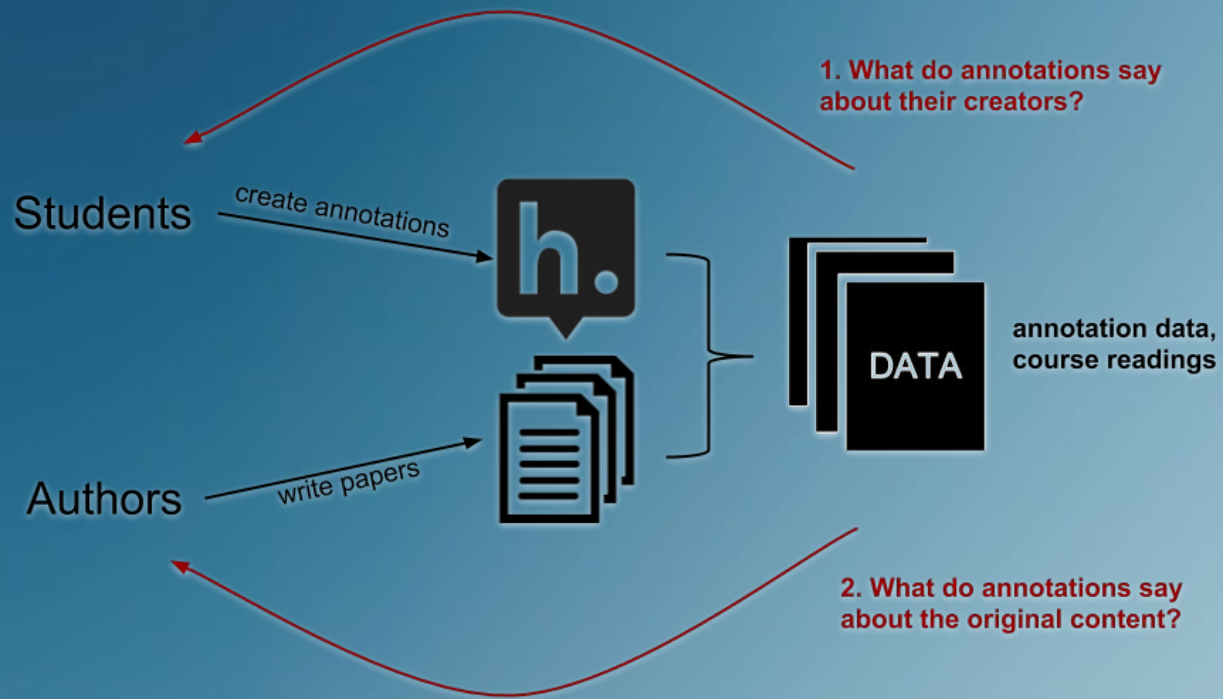 1. What do annotations say
about their creators?
Students
create annotations
h.
DATA
annotation data,
course readings
Authors
write papers
2. What do annotations say
about the original content?